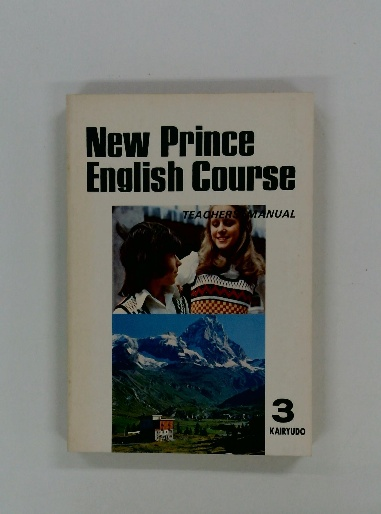 New Prince
English Course
TEACHER'S MANUAL
3
KAIRYUDO